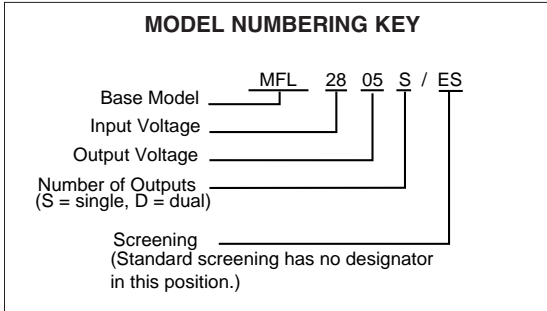 MODEL NUMBERING KEY
MFL 28 05 S / ES
Base Model
Input Voltage
Output Voltage
Number of Outputs
(S = single, D = dual)
Screening
(Standard screening has no designator
in this position.)